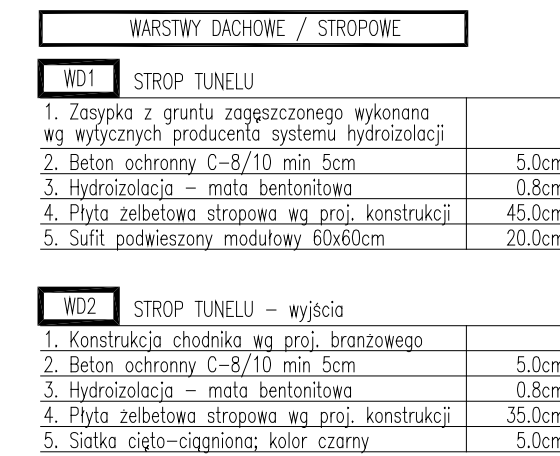 WARSTWY DACHOWE / STROPOWE
WD1 STROP TUNELU
1. Zasypka z gruntu zagęszczonego wykonana
wg wytycznych producenta systemu hydroizolacji
2. Beton ochronny C-8/10 min 5cm 5.0cm
3. Hydroizolacja - mata bentonitowa 0.8cm
4. Płyta żelbetowa stropowa wg proj. konstrukcji 45.0cm
5. Sufit podwieszony modułowy 60x60cm 20.0cm
WD2 STROP TUNELU - wyjścia
1. Konstrukcja chodnika wg proj. branżowego
2. Beton ochronny C-8/10 min 5cm 5.0cm
3. Hydroizolacja - mata bentonitowa 0.8cm
4. Płyta żelbetowa stropowa wg proj. konstrukcji 35.0cm
5. Siatka cięto-ciągniona; kolor czarny 5.0cm